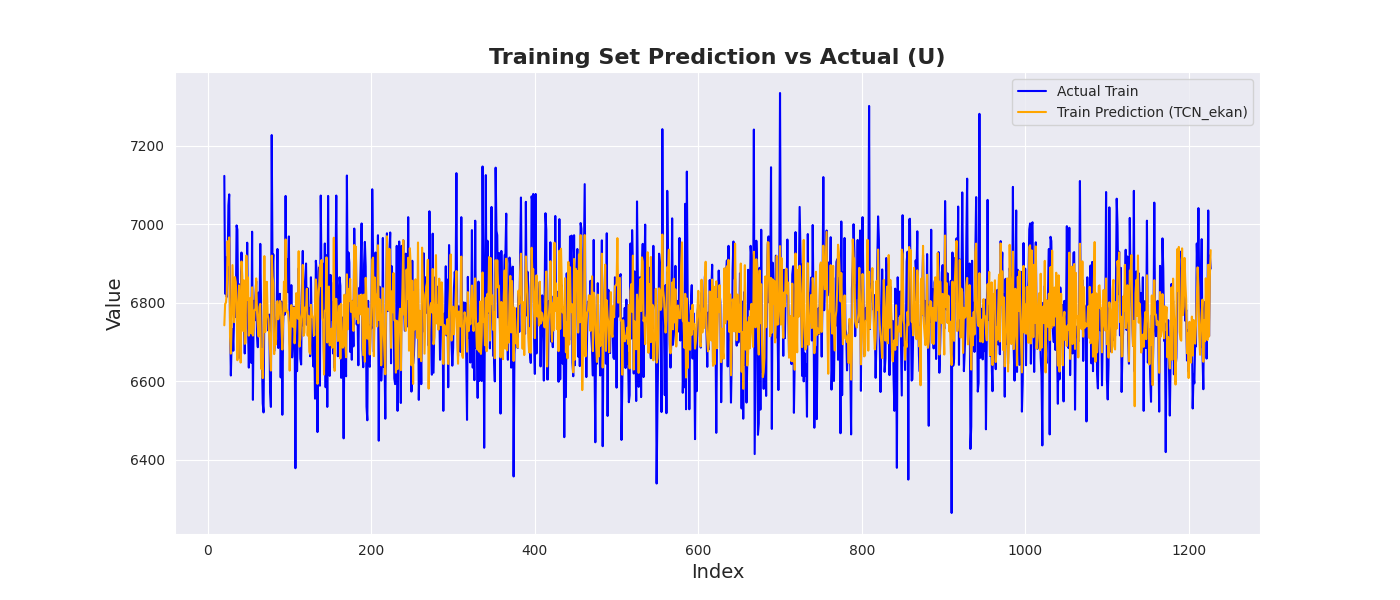 Training Set Prediction vs Actual (U)
Actual Train
Train Prediction (TCN_ekan)
Value
7200
7000
6800
6600
6400
0 200 400 600 800 1000 1200
Index